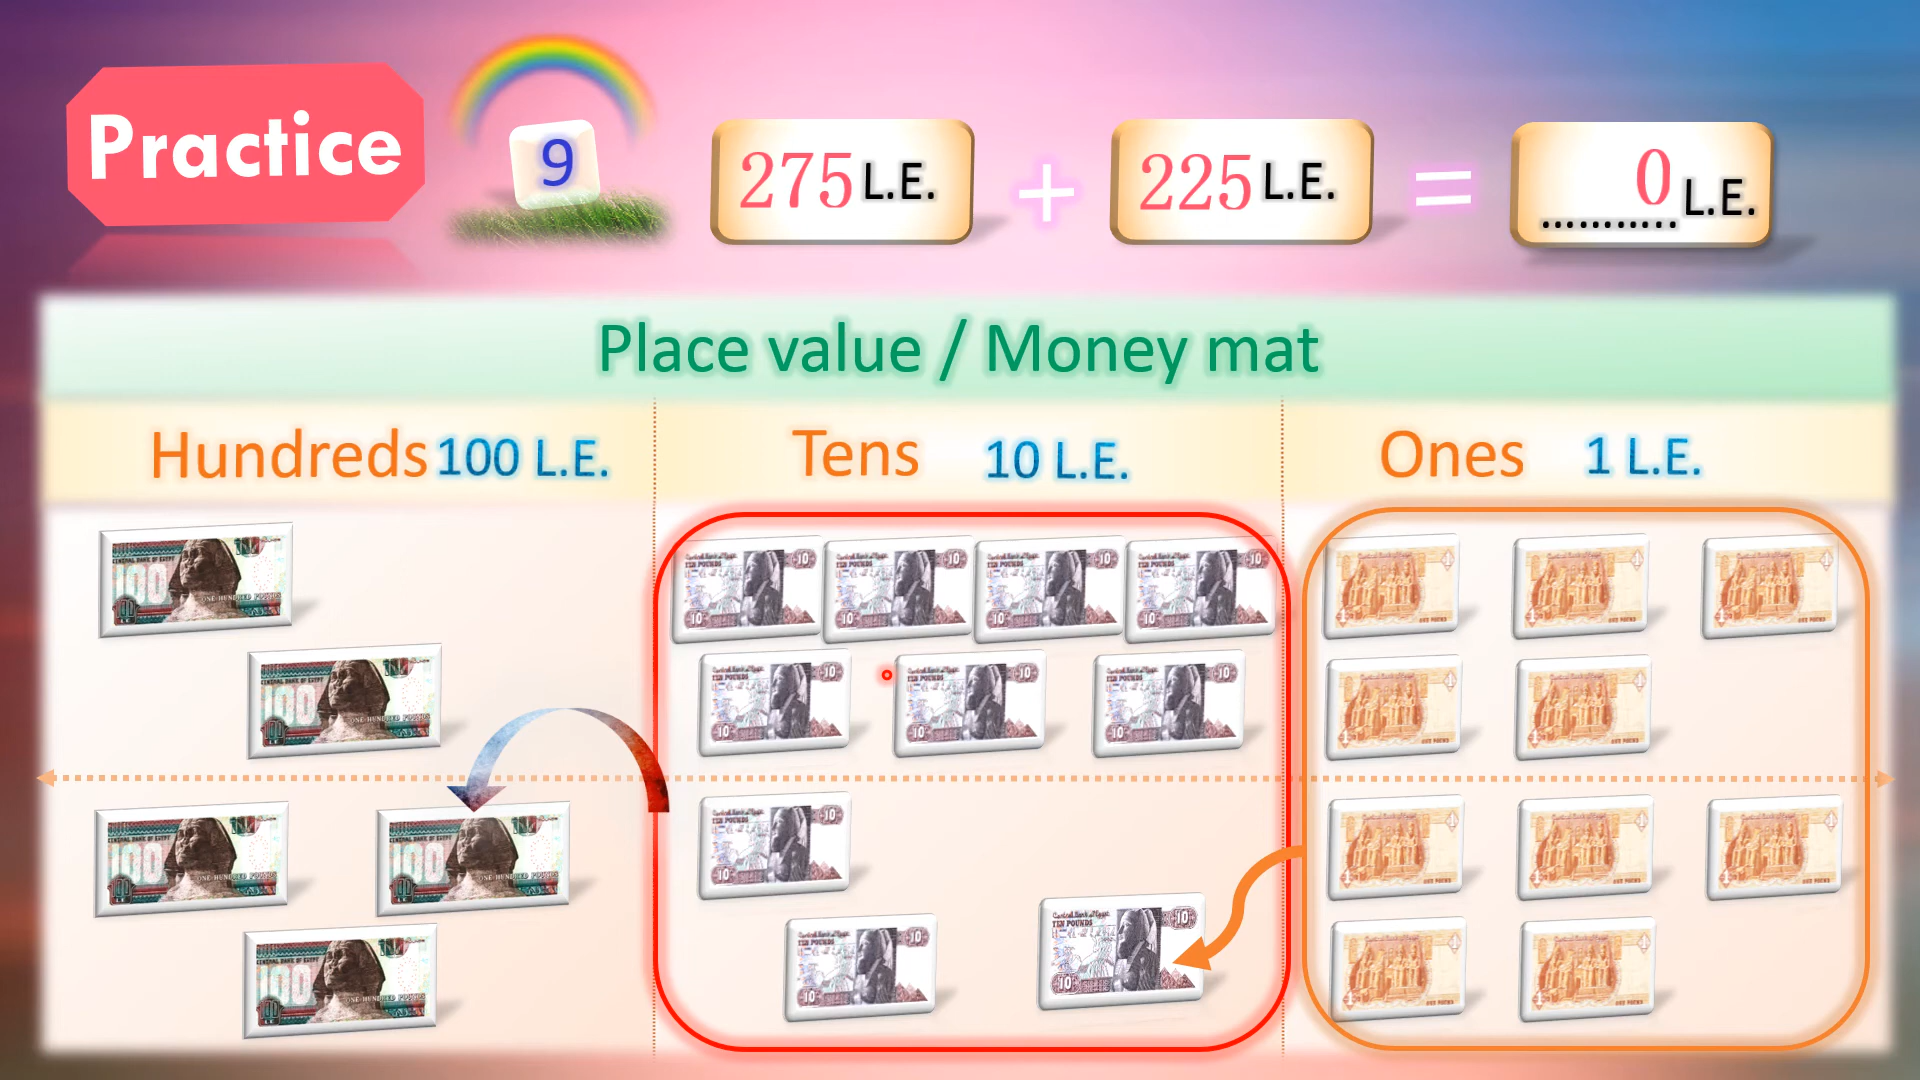 Practice 9 275 L.E. + 225 L.E. = 0 L.E.
...........
Place value / Money mat
Hundreds 100 L.E. Tens 10 L.E. Ones 1 L.E.